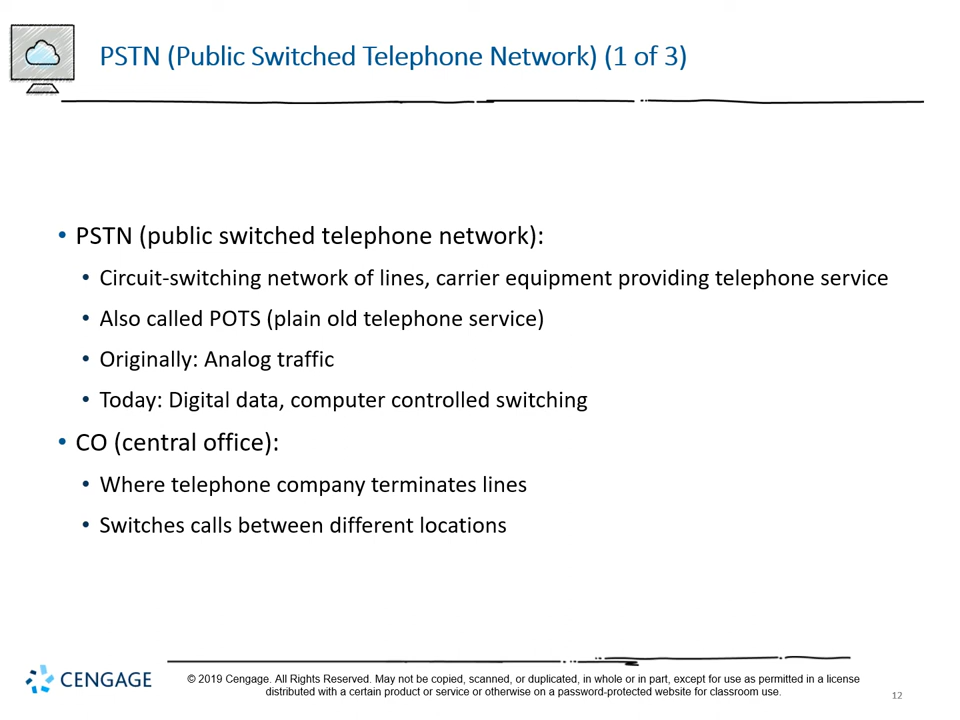 PSTN (Public Switched Telephone Network) (1 of 3)
• PSTN (public switched telephone network):
• Circuit-switching network of lines, carrier equipment providing telephone service
• Also called POTS (plain old telephone service)
• Originally: Analog traffic
• Today: Digital data, computer controlled switching
• CO (central office):
• Where telephone company terminates lines
• Switches calls between different locations
CENGAGE
© 2019 Cengage. All Rights Reserved. May not be copied, scanned, or duplicated, in whole or in part, except for use as permitted in a license
distributed with a certain product or service or otherwise on a password-protected website for classroom use.
12